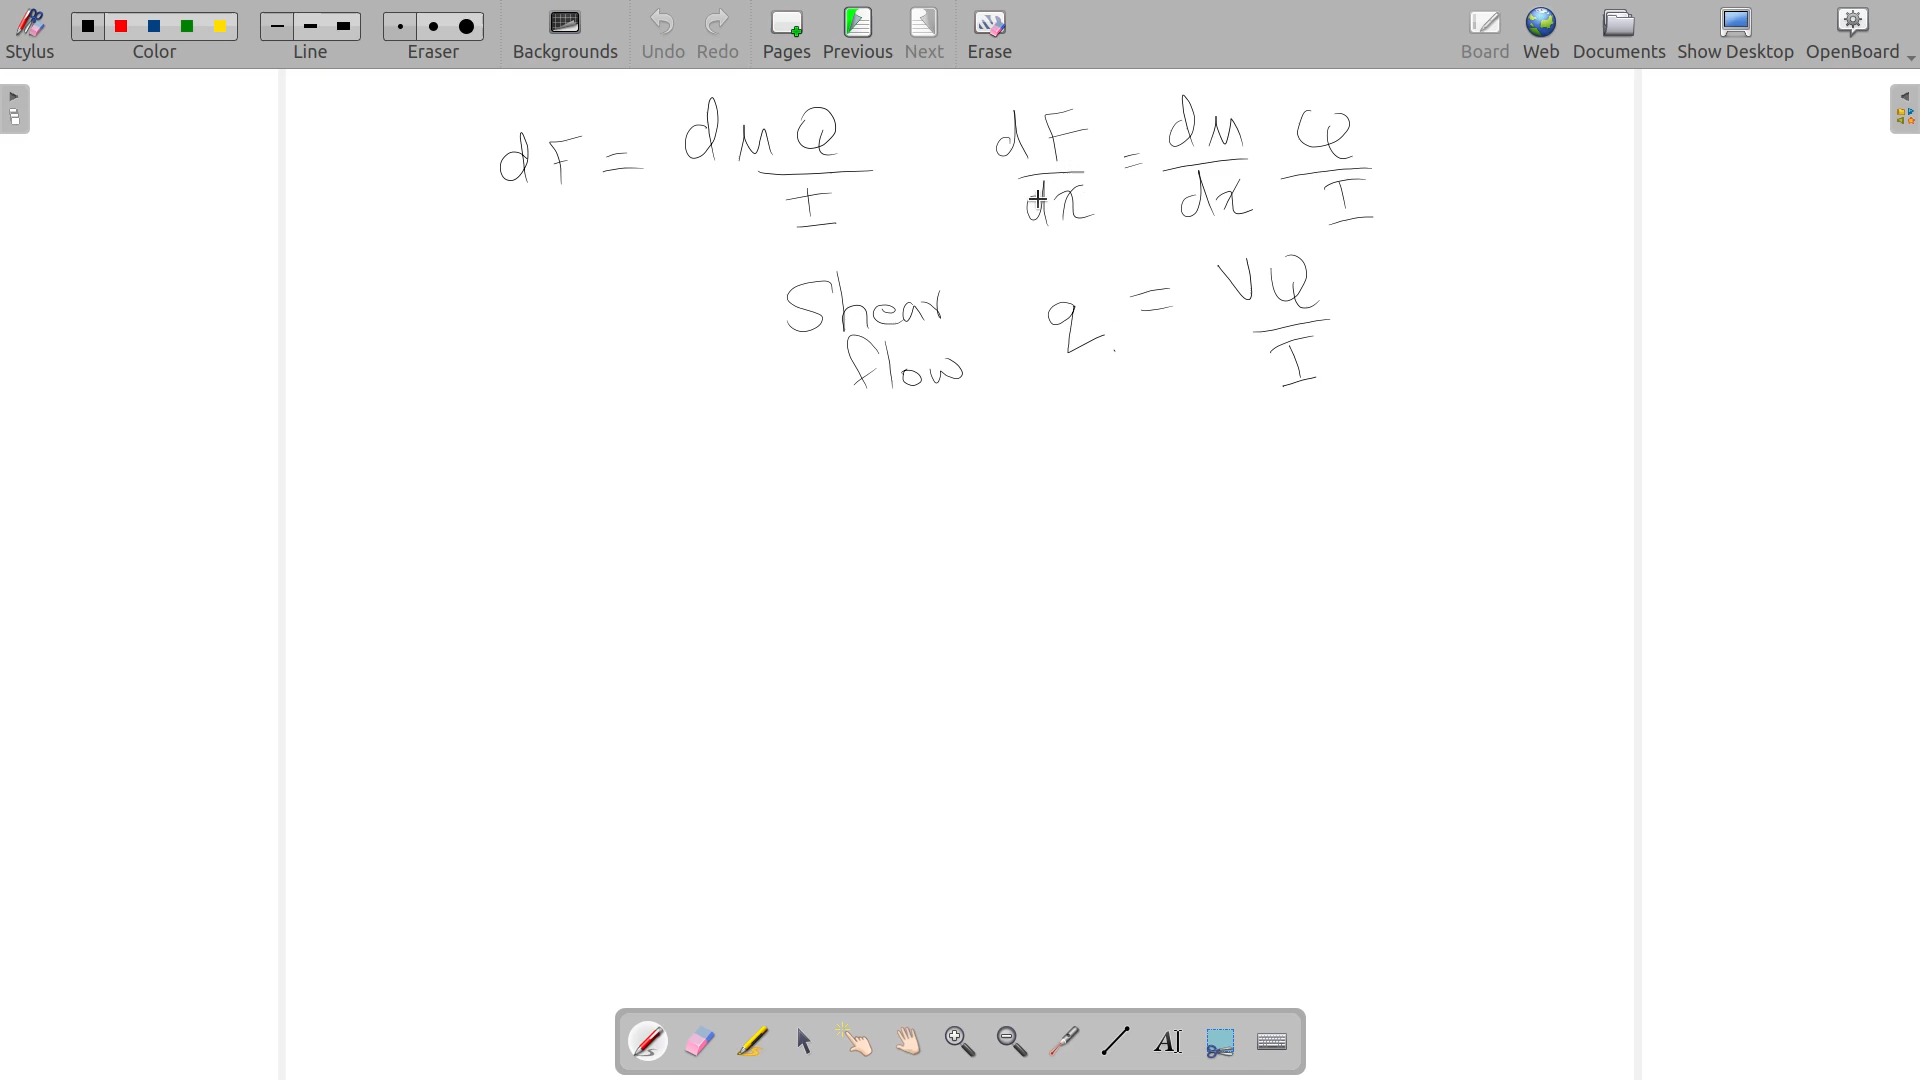 Stylus Color Line Eraser Backgrounds Undo Redo Pages Previous Next Erase Board Web Documents Show Desktop OpenBoard
dF = dM Q / I    dF/dx = dM/dx Q/I
Shear q = VQ/I
flow
AI